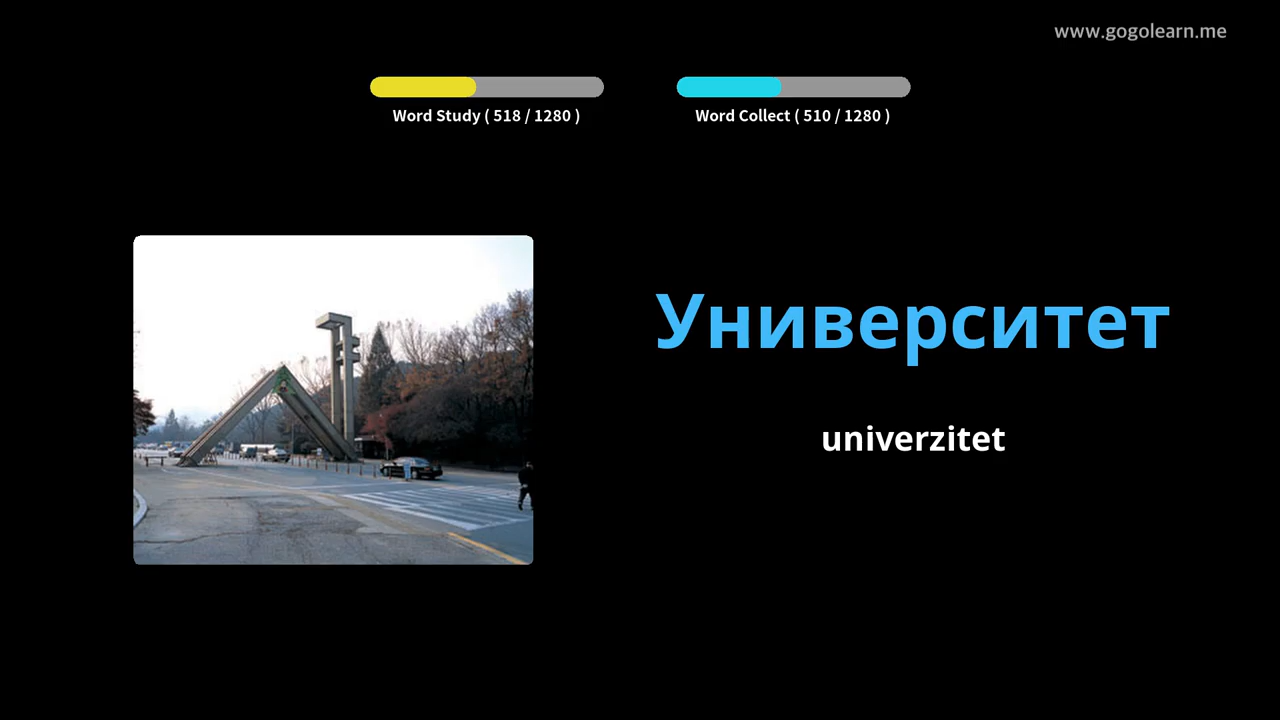 www.gogolearn.me
Word Study ( 518 / 1280 )
Word Collect ( 510 / 1280 )
Университет
univerzitet